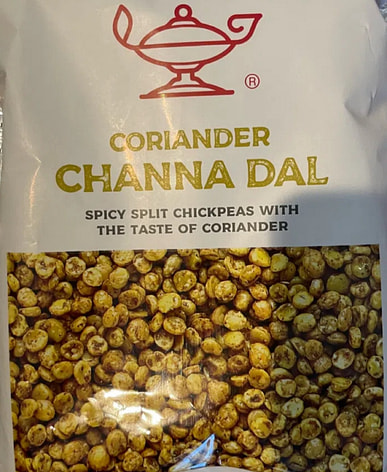 ®
CORIANDER
CHANNA DAL
SPICY SPLIT CHICKPEAS WITH
THE TASTE OF CORIANDER